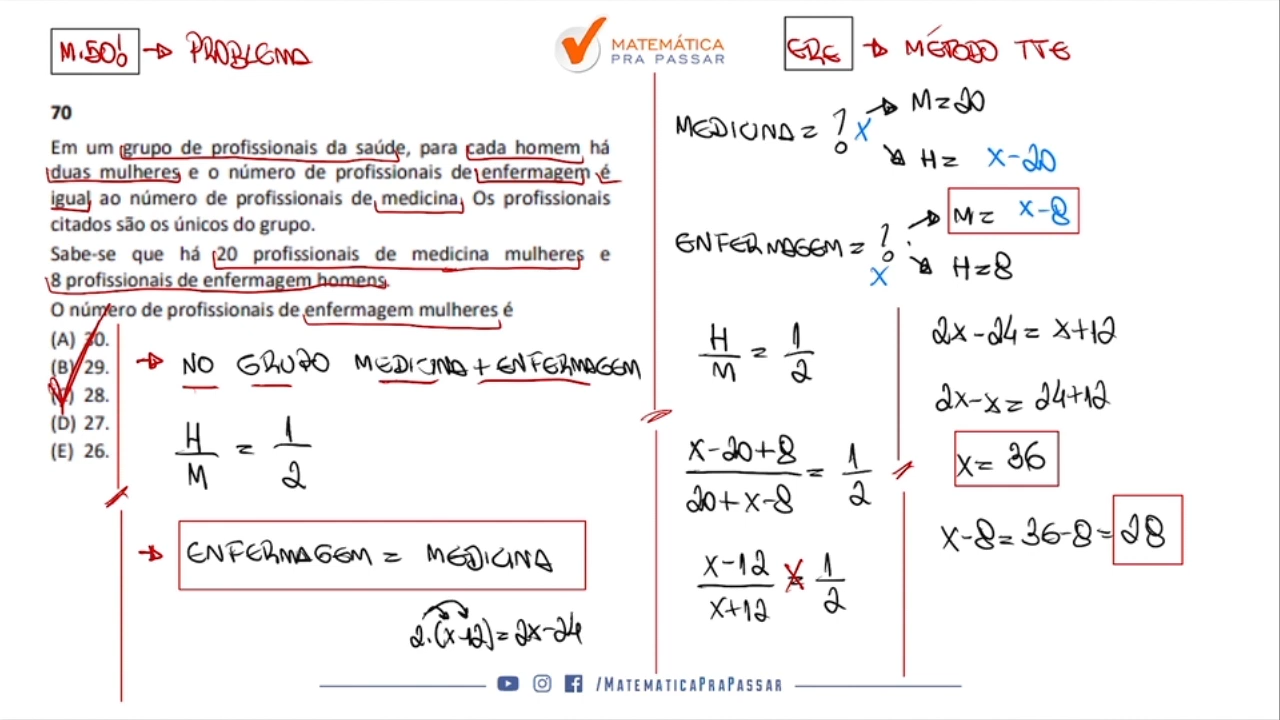 M.50! → PROBLEMA
MATEMÁTICA
PRA PASSAR
→ MÉTODO TTE
70
Em um grupo de profissionais da saúde, para cada homem há
duas mulheres e o número de profissionais de enfermagem é
igual ao número de profissionais de medicina. Os profissionais
citados são os únicos do grupo.
Sabe-se que há 20 profissionais de medicina mulheres e
8 profissionais de enfermagem homens.
O número de profissionais de enfermagem mulheres é
(A) 30.
(B) 29.
28.
(D) 27.
(E) 26.
→ NO GRUPO MEDICINA + ENFERMAGEM
H/M = 1/2
→ ENFERMAGEM = MEDICINA
2.(x-12)=2x-24
MEDICINA = ? x
→ M=20
→ H= x-20
ENFERMAGEM = ? x
→ M= x-8
→ H=8
H/M = 1/2
x-20+8
20+x-8
= 1/2
x-12
x+12
= 1/2
2x-24= x+12
2x-x= 24+12
x= 36
x-8=36-8=28
/MATEMATICAPRAPASSAR